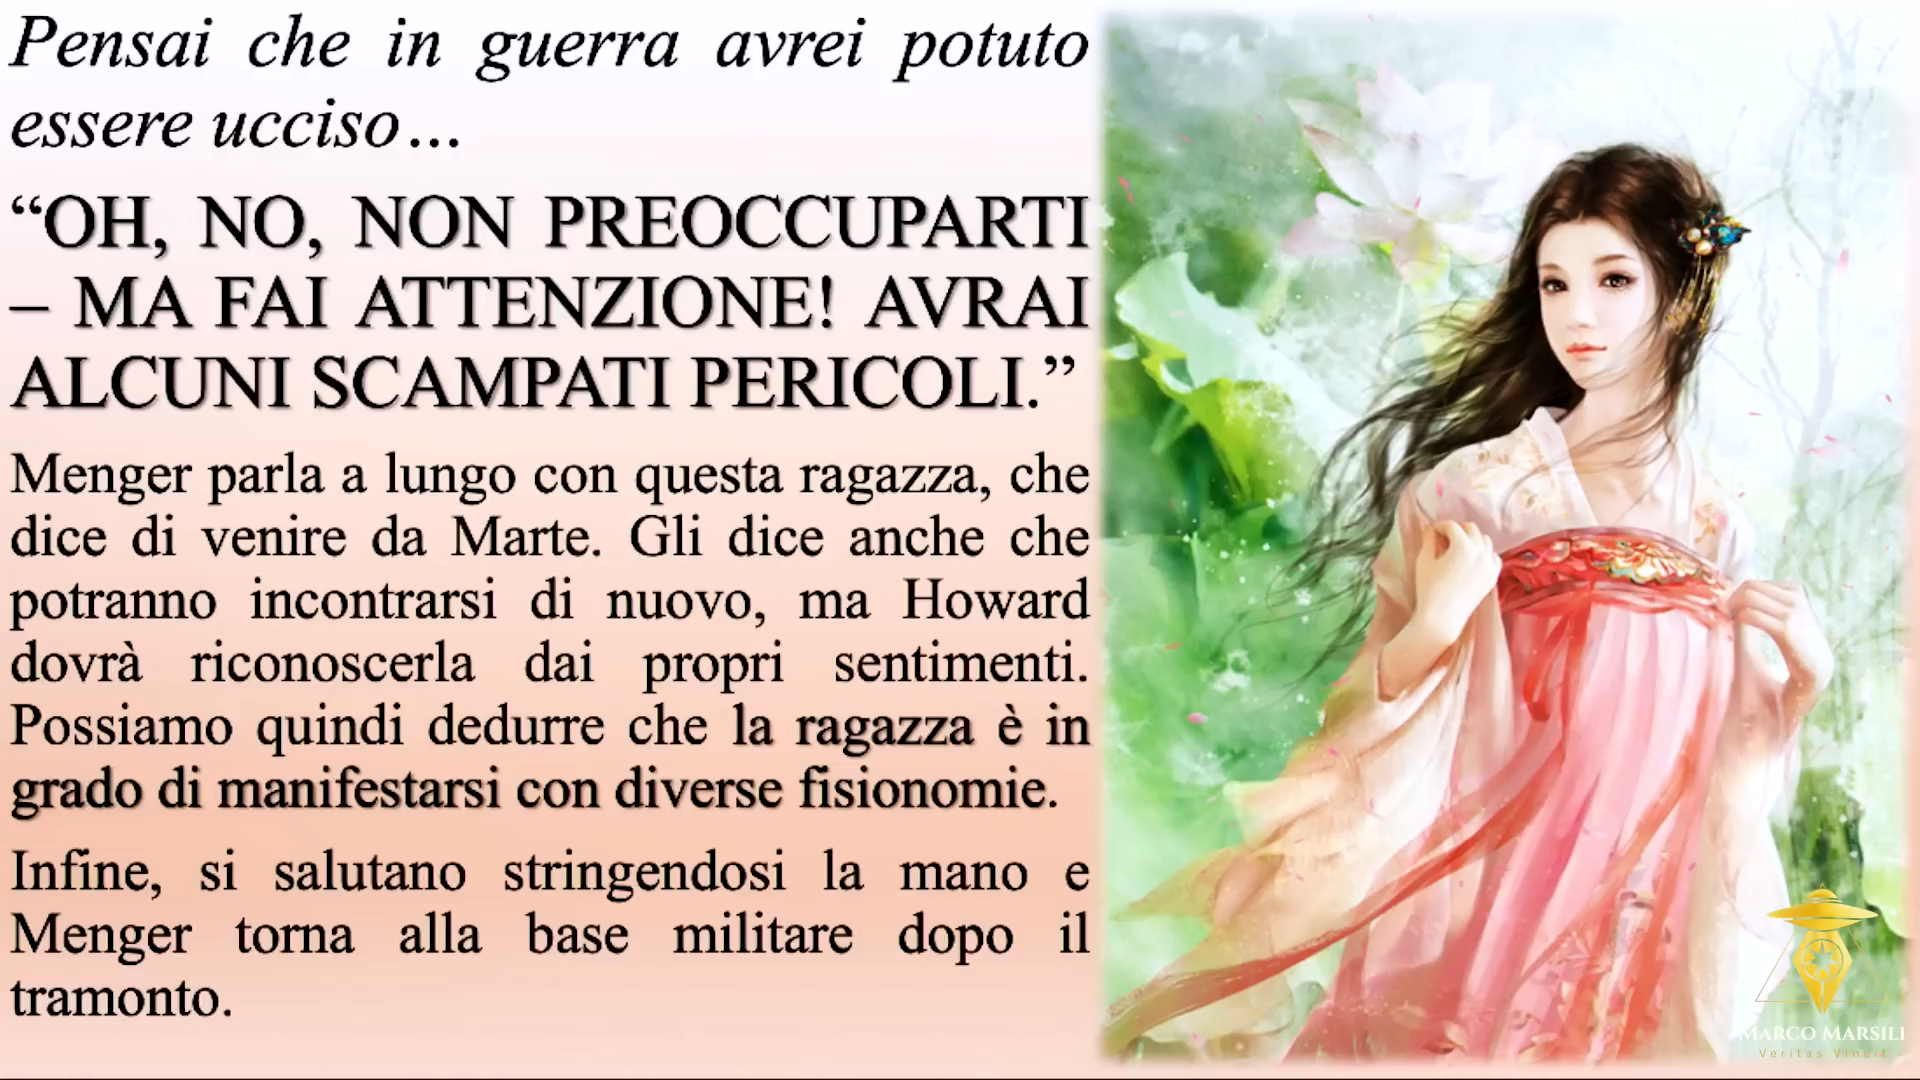 Pensai che in guerra avrei potuto
essere ucciso…
“OH, NO, NON PREOCCUPARTI
– MA FAI ATTENZIONE! AVRAI
ALCUNI SCAMPATI PERICOLI.”
Menger parla a lungo con questa ragazza, che
dice di venire da Marte. Gli dice anche che
potranno incontrarsi di nuovo, ma Howard
dovrà riconoscerla dai propri sentimenti.
Possiamo quindi dedurre che la ragazza è in
grado di manifestarsi con diverse fisionomie.
Infine, si salutano stringendosi la mano e
Menger torna alla base militare dopo il
tramonto.
MARCO MARSILI
Veritas Vincit